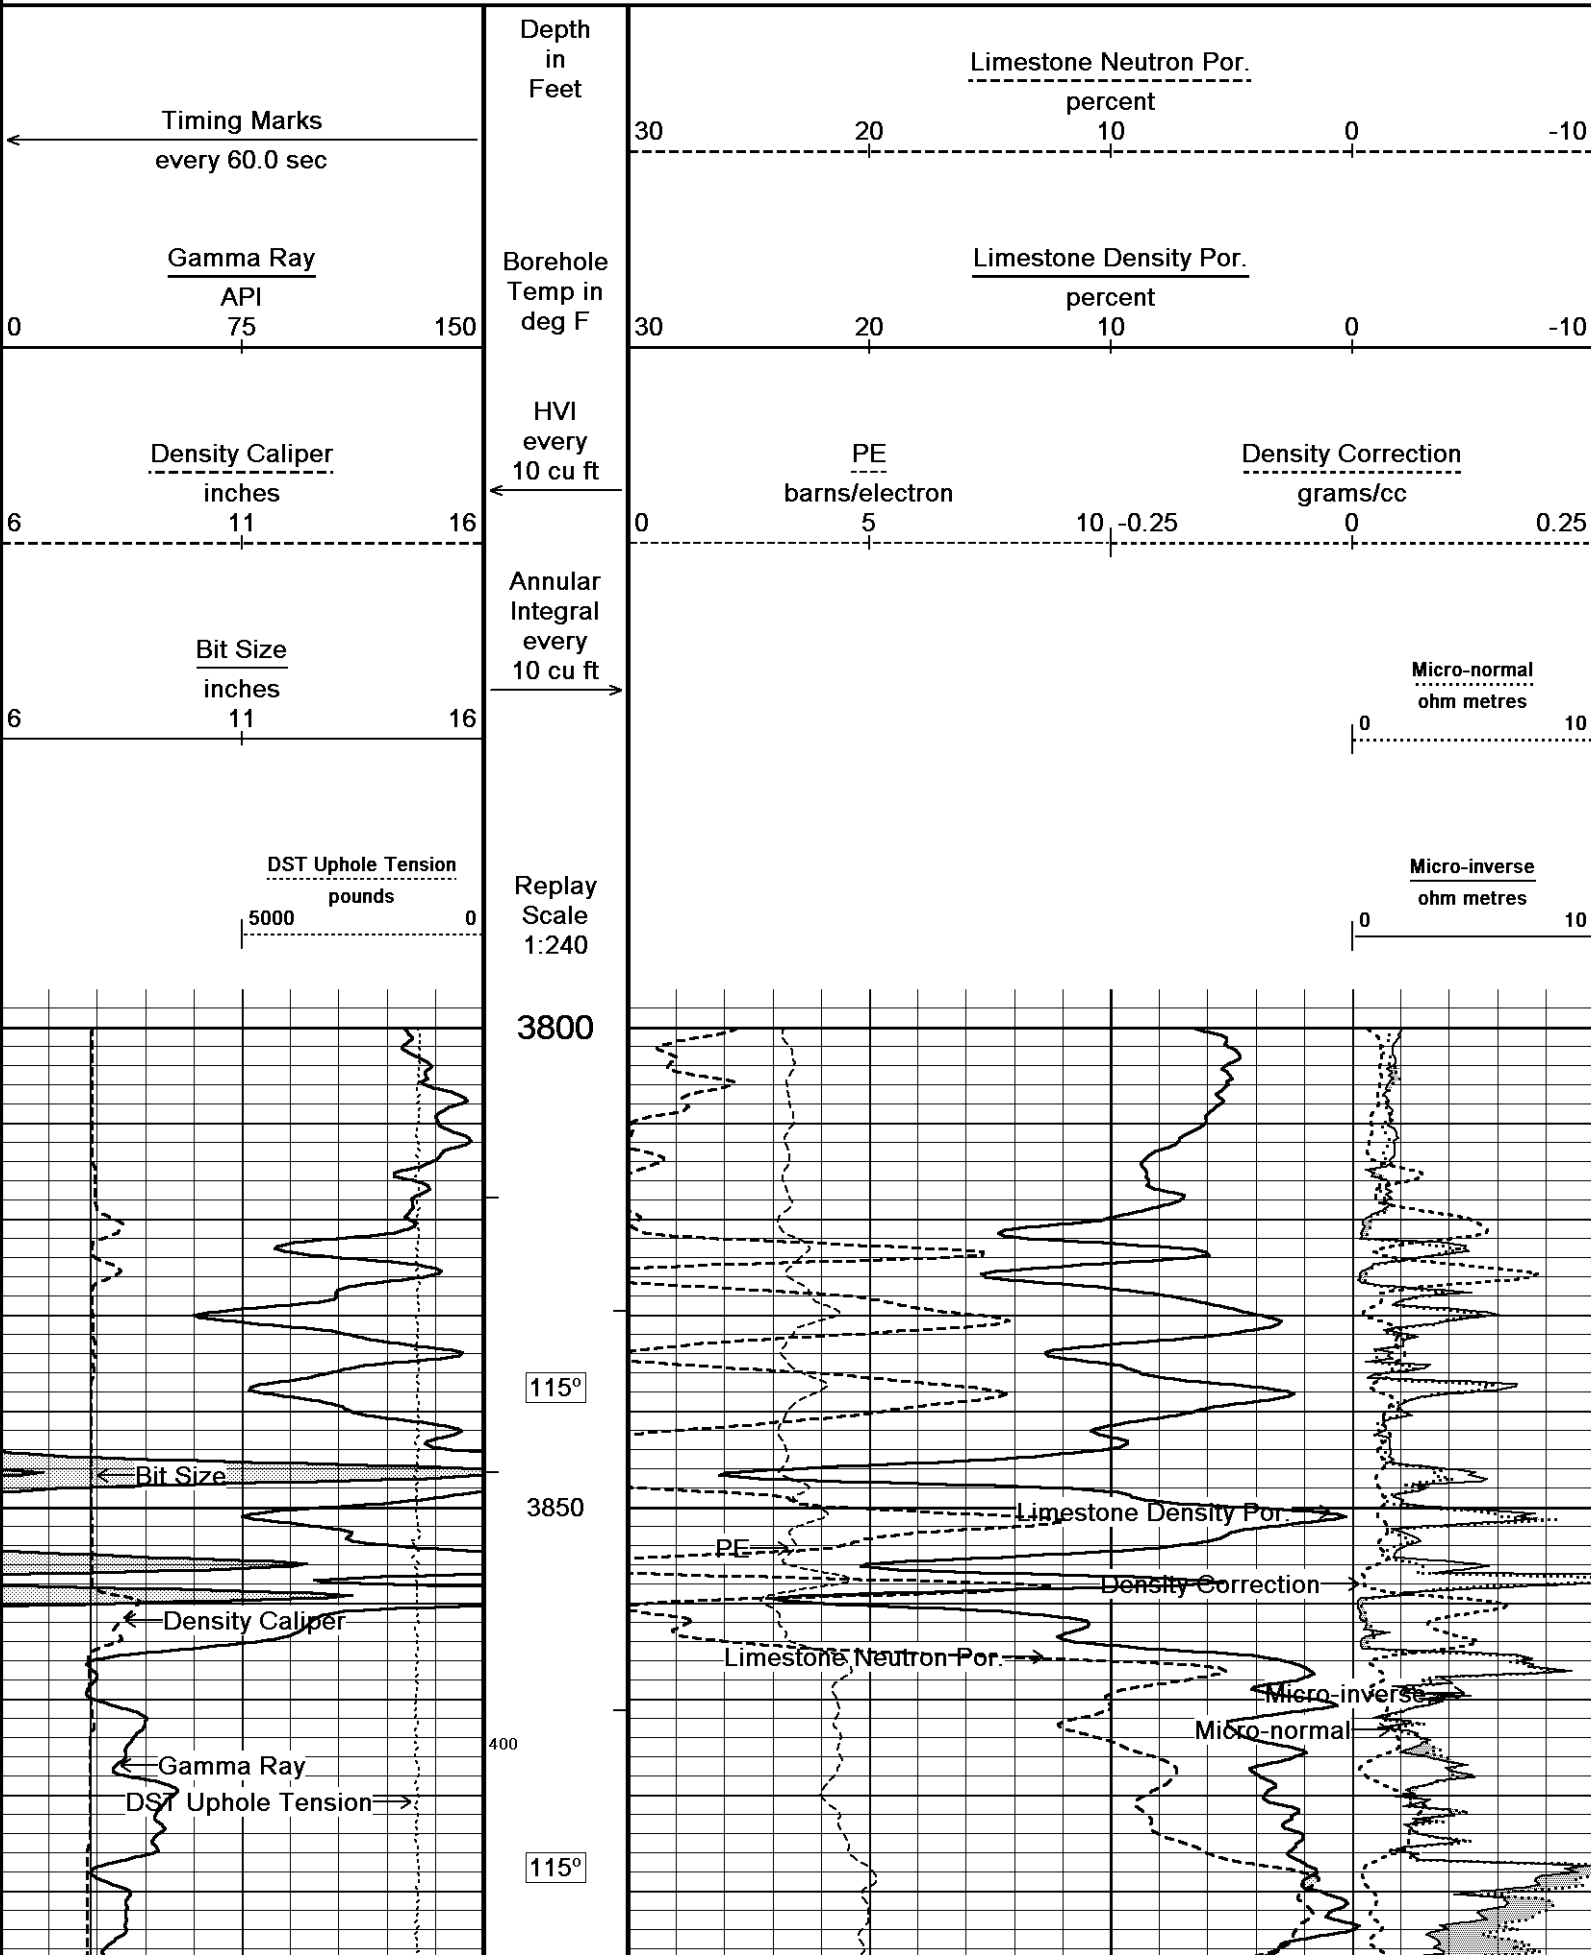 Depth
in
Feet
Timing Marks
every 60.0 sec
Limestone Neutron Por.
percent
30 20 10 0 -10
Gamma Ray
API
0 75 150
Borehole
Temp in
deg F
Limestone Density Por.
percent
30 20 10 0 -10
HVI
every
10 cu ft
Density Caliper
inches
6 11 16
PE
barns/electron
0 5 10
Density Correction
grams/cc
-0.25 0 0.25
Annular
Integral
every
10 cu ft
Bit Size
inches
6 11 16
Micro-normal
ohm metres
0 10
DST Uphole Tension
pounds
5000 0
Replay
Scale
1:240
Micro-inverse
ohm metres
0 10
3800
115º
Bit Size
3850
Limestone Density Por.
PE
Density Correction
Density Caliper
Limestone Neutron Por.
Micro-inverse
Micro-normal
400
Gamma Ray
DST Uphole Tension
115º